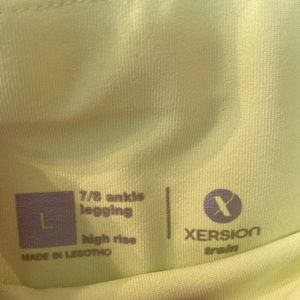 L
7/8 ankle
legging
high rise
MADE IN LESOTHO
X
XERSION
train